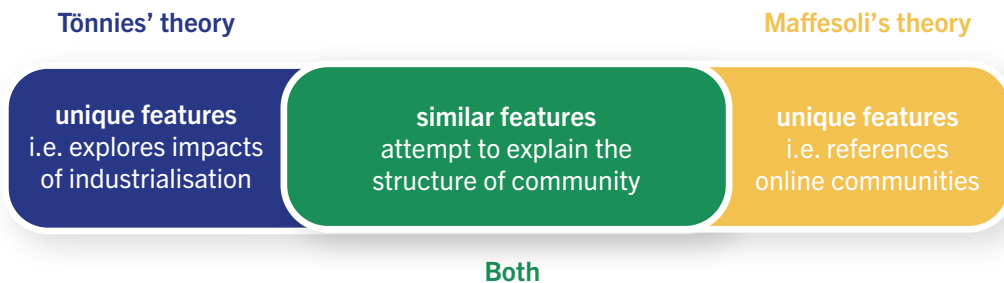 Tönnies’ theory
Maffesoli’s theory
unique features
i.e. explores impacts
of industrialisation
similar features
attempt to explain the
structure of community
unique features
i.e. references
online communities
Both